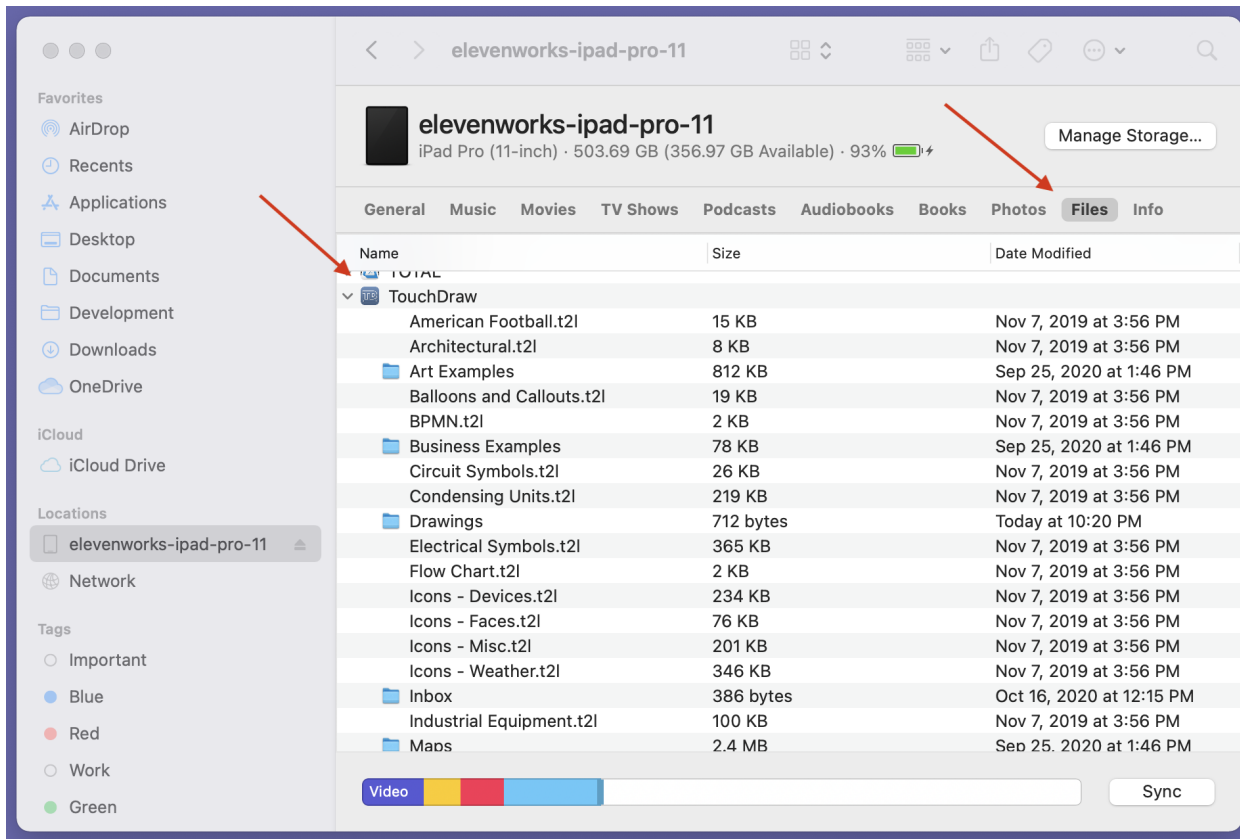 elevenworks-ipad-pro-11
Favorites
AirDrop
Recents
Applications
Desktop
Documents
Development
Downloads
OneDrive
iCloud
iCloud Drive
Locations
elevenworks-ipad-pro-11
Network
Tags
Important
Blue
Red
Work
Green
elevenworks-ipad-pro-11
iPad Pro (11-inch) · 503.69 GB (356.97 GB Available) · 93%
Manage Storage...
General Music Movies TV Shows Podcasts Audiobooks Books Photos Files Info
Name Size Date Modified
TOTAL
TD TouchDraw
American Football.t2l 15 KB Nov 7, 2019 at 3:56 PM
Architectural.t2l 8 KB Nov 7, 2019 at 3:56 PM
Art Examples 812 KB Sep 25, 2020 at 1:46 PM
Balloons and Callouts.t2l 19 KB Nov 7, 2019 at 3:56 PM
BPMN.t2l 2 KB Nov 7, 2019 at 3:56 PM
Business Examples 78 KB Sep 25, 2020 at 1:46 PM
Circuit Symbols.t2l 26 KB Nov 7, 2019 at 3:56 PM
Condensing Units.t2l 219 KB Nov 7, 2019 at 3:56 PM
Drawings 712 bytes Today at 10:20 PM
Electrical Symbols.t2l 365 KB Nov 7, 2019 at 3:56 PM
Flow Chart.t2l 2 KB Nov 7, 2019 at 3:56 PM
Icons - Devices.t2l 234 KB Nov 7, 2019 at 3:56 PM
Icons - Faces.t2l 76 KB Nov 7, 2019 at 3:56 PM
Icons - Misc.t2l 201 KB Nov 7, 2019 at 3:56 PM
Icons - Weather.t2l 346 KB Nov 7, 2019 at 3:56 PM
Inbox 386 bytes Oct 16, 2020 at 12:15 PM
Industrial Equipment.t2l 100 KB Nov 7, 2019 at 3:56 PM
Maps 2.4 MB Sep 25, 2020 at 1:46 PM
Video
Sync